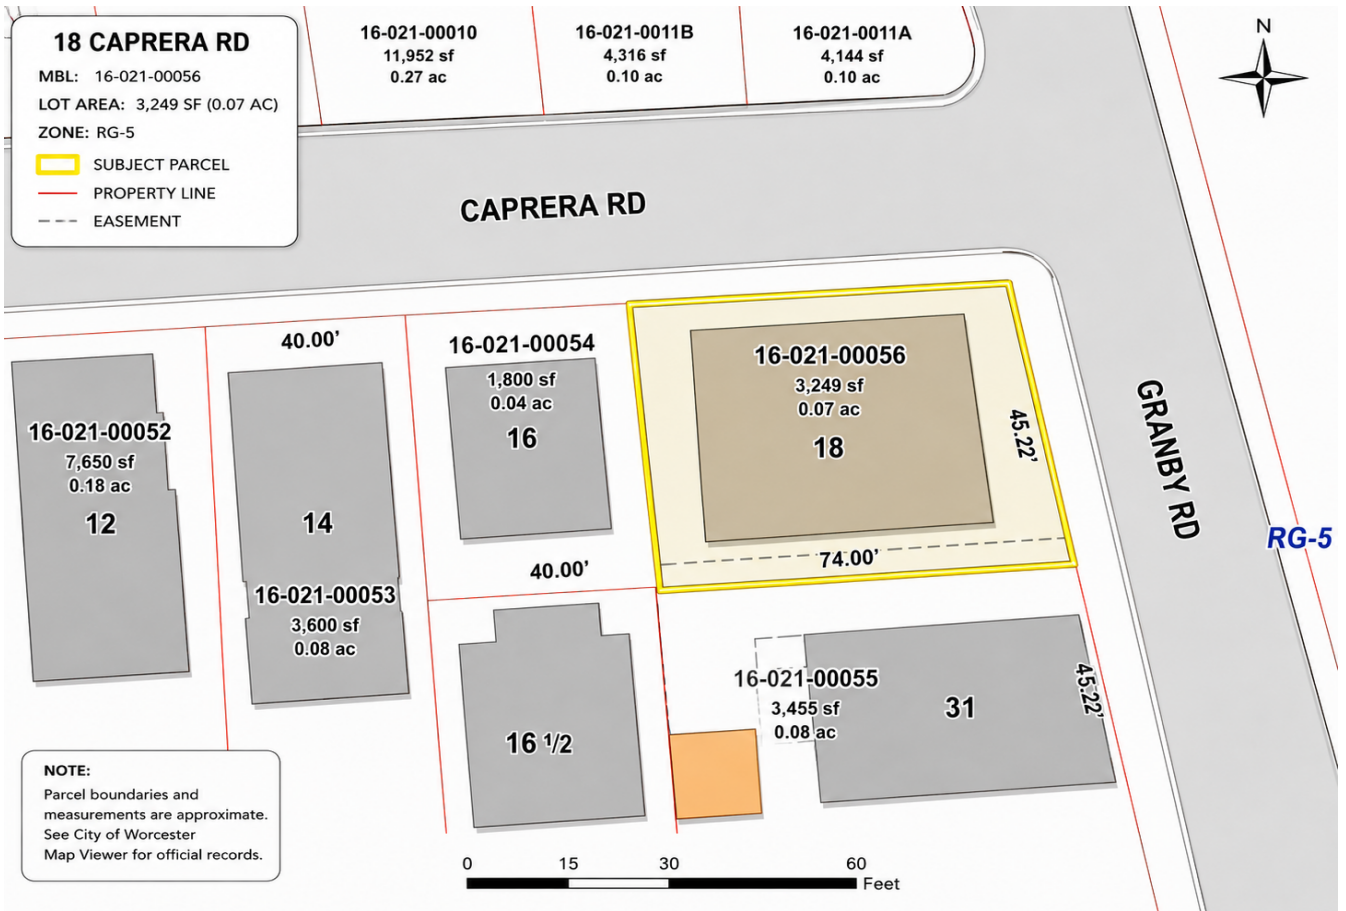 18 CAPRERA RD
MBL: 16-021-00056
LOT AREA: 3,249 SF (0.07 AC)
ZONE: RG-5
SUBJECT PARCEL
PROPERTY LINE
EASEMENT
16-021-00010
11,952 sf
0.27 ac
16-021-0011B
4,316 sf
0.10 ac
16-021-0011A
4,144 sf
0.10 ac
N
CAPRERA RD
GRANBY RD
RG-5
16-021-00052
7,650 sf
0.18 ac
12
40.00'
14
16-021-00053
3,600 sf
0.08 ac
16-021-00054
1,800 sf
0.04 ac
16
40.00'
16-021-00056
3,249 sf
0.07 ac
18
45.22'
74.00'
16 1/2
16-021-00055
3,455 sf
0.08 ac
31
45.22'
NOTE:
Parcel boundaries and
measurements are approximate.
See City of Worcester
Map Viewer for official records.
0 15 30 60
Feet